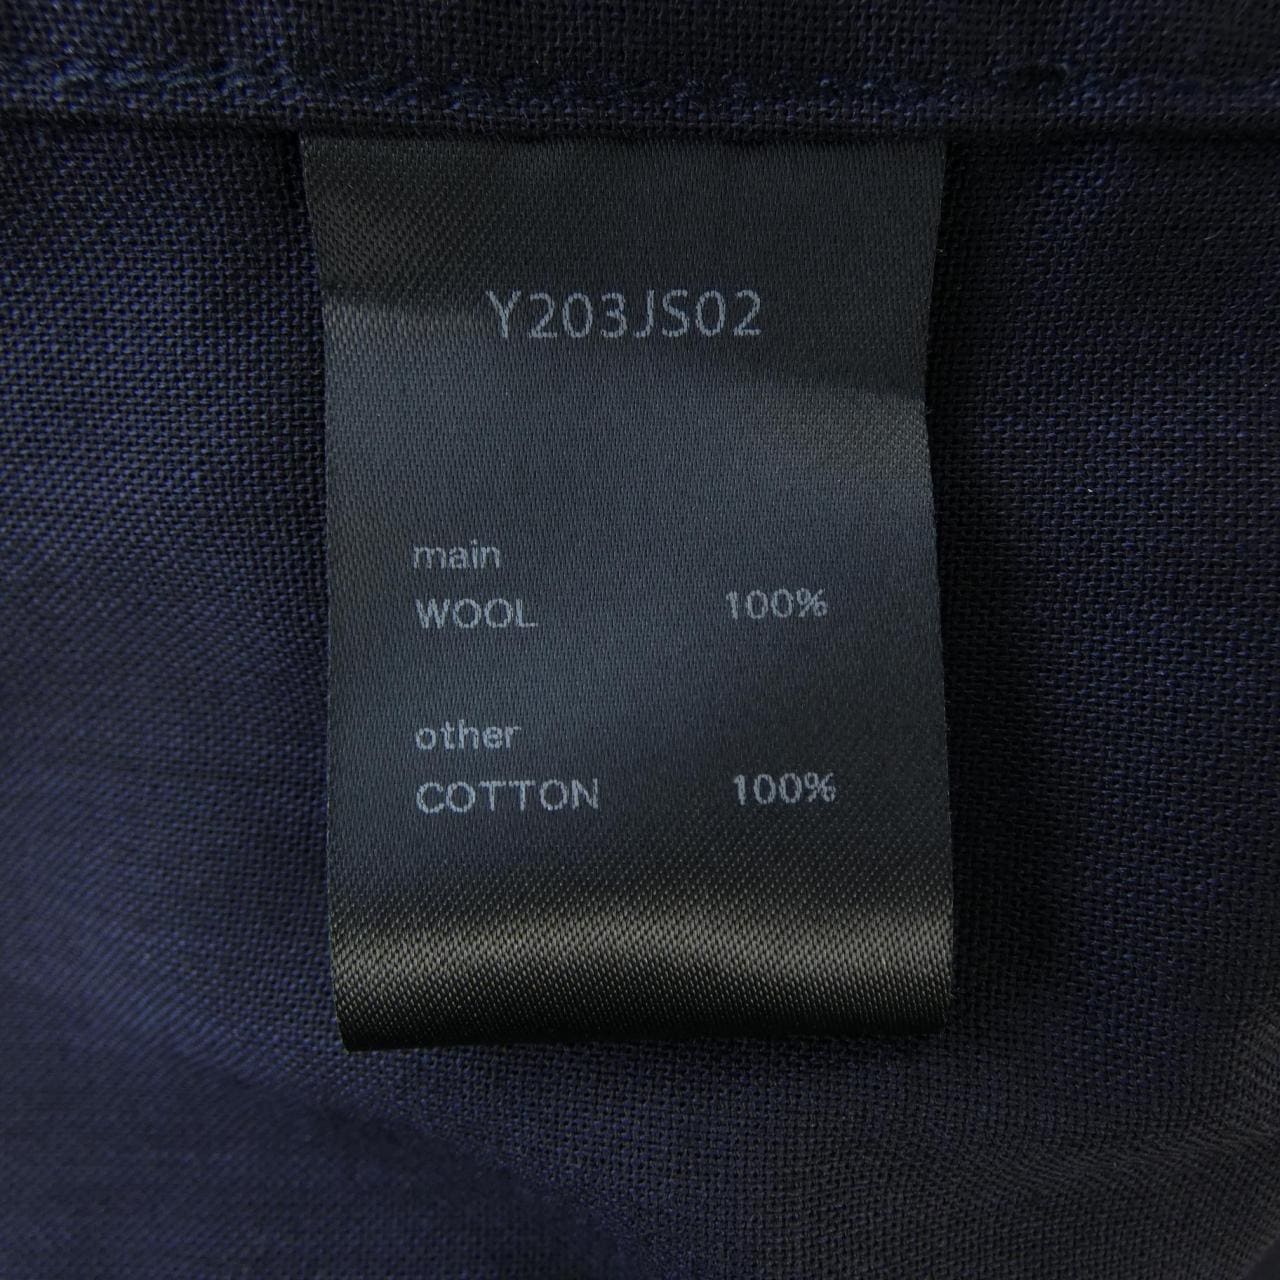 Y203JS02
main
WOOL 100%
other
COTTON 100%